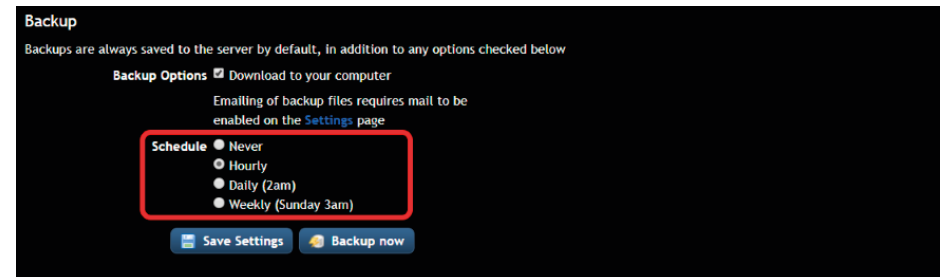 Backup
Backups are always saved to the server by default, in addition to any options checked below
Backup Options Download to your computer
Emailing of backup files requires mail to be
enabled on the Settings page
Schedule Never
Hourly
Daily (2am)
Weekly (Sunday 3am)
Save Settings Backup now